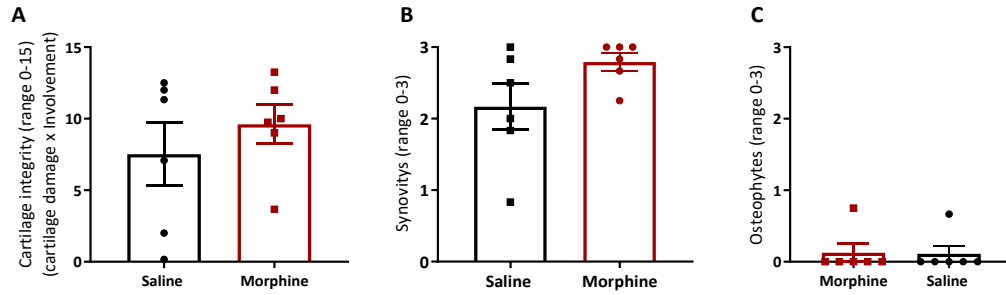 A
Cartilage integrity (range 0-15)
(cartilage damage x Involvement)
15
10
5
0
Saline
Morphine
B
Synovitys (range 0-3)
3
2
1
0
Saline
Morphine
C
Osteophytes (range 0-3)
3
2
1
0
Morphine
Saline